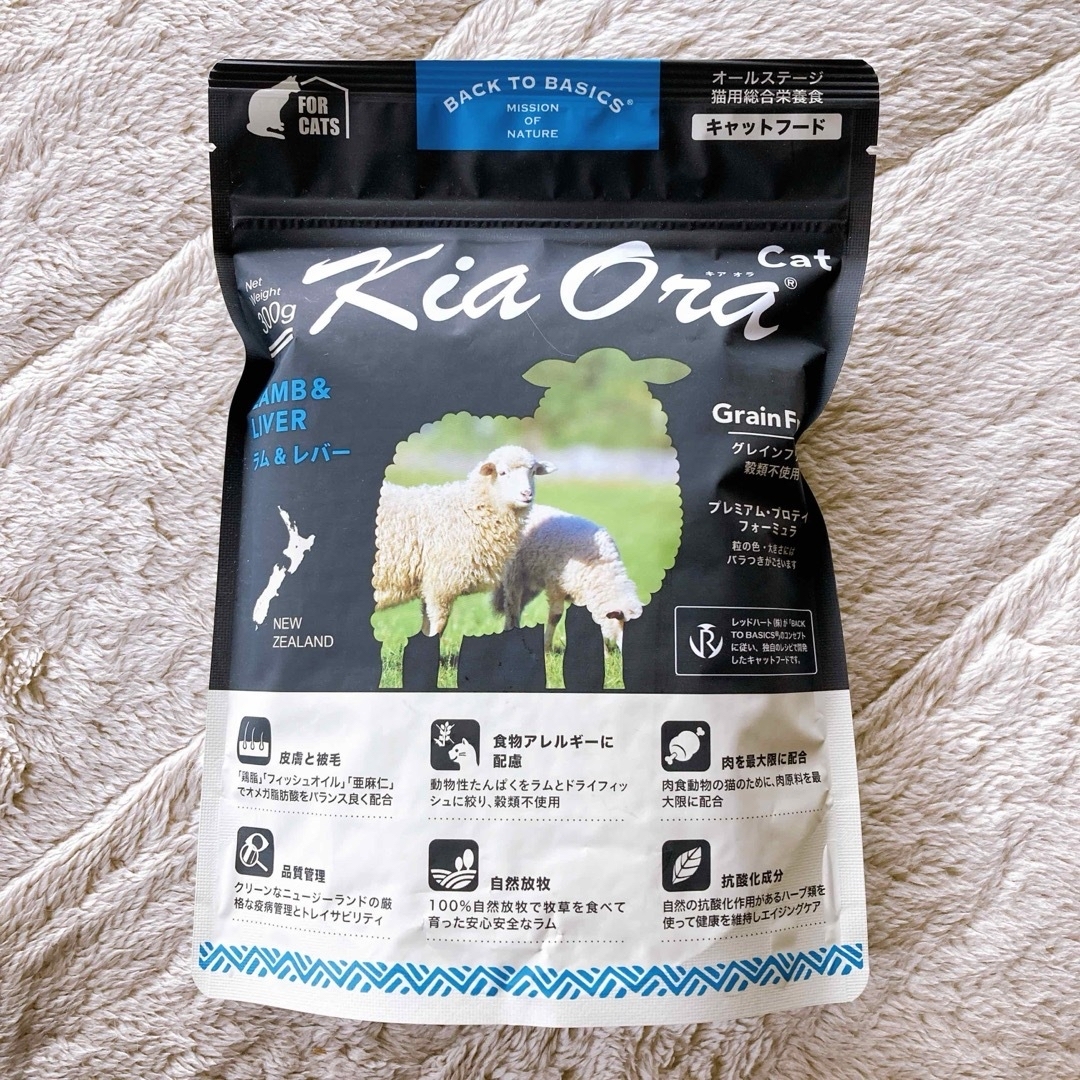 FOR
CATS
BACK TO BASICS®
MISSION
OF
NATURE
オールステージ
猫用総合栄養食
キャットフード
Net
Weight
300g
Kia Ora®
キア オラ
Cat
LAMB &
LIVER
ラム & レバー
Grain F
グレインフ
穀類不使用
プレミアム・プロテイ
フォーミュラ
粒の色・大きさには
バラつきがございます
NEW
ZEALAND
レッドハート(株)が「BACK
TO BASICS®」のコンセプト
に従い、独自のレシピで開発
したキャットフードです。
皮膚と被毛
「鶏脂」「フィッシュオイル」「亜麻仁」
でオメガ脂肪酸をバランス良く配合
食物アレルギーに
配慮
動物性たんぱくをラムとドライフィッ
シュに絞り、穀類不使用
肉を最大限に配合
肉食動物の猫のために、肉原料を最
大限に配合
品質管理
クリーンなニュージーランドの厳
格な疫病管理とトレイサビリティ
自然放牧
100%自然放牧で牧草を食べて
育った安心安全なラム
抗酸化成分
自然の抗酸化作用があるハーブ類を
使って健康を維持しエイジングケア